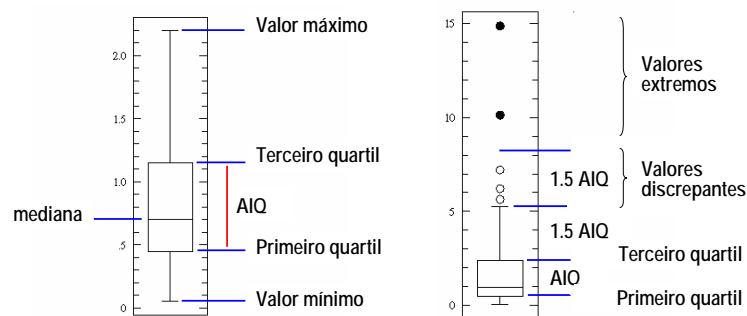 Valor máximo
2.0
1.5
Terceiro quartil
1.0
AIQ
mediana
.5
Primeiro quartil
Valor mínimo
0
15
Valores
extremos
10
1.5 AIQ
Valores
discrepantes
5
1.5 AIQ
Terceiro quartil
AIQ
Primeiro quartil
0